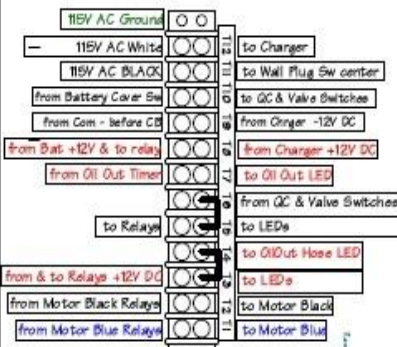 115V AC Ground
115V AC White T12 to Charger
115V AC BLACK T11 to Wall Plug Sw center
from Battery Cover Sw T10 to QC & Valve Switches
from Com - before CB T9 from Chrger -12V DC
from Bat +12V & to relay T8 from Charger +12V DC
from Oil Out Timer T7 to Oil Out LED
T6 from QC & Valve Switches
to Relays T5 to LEDs
T4 to OilOut Hose LED
from & to Relays +12V DC T3 to LEDs
from Motor Black Relays T2 to Motor Black
from Motor Blue Relays T1 to Motor Blue